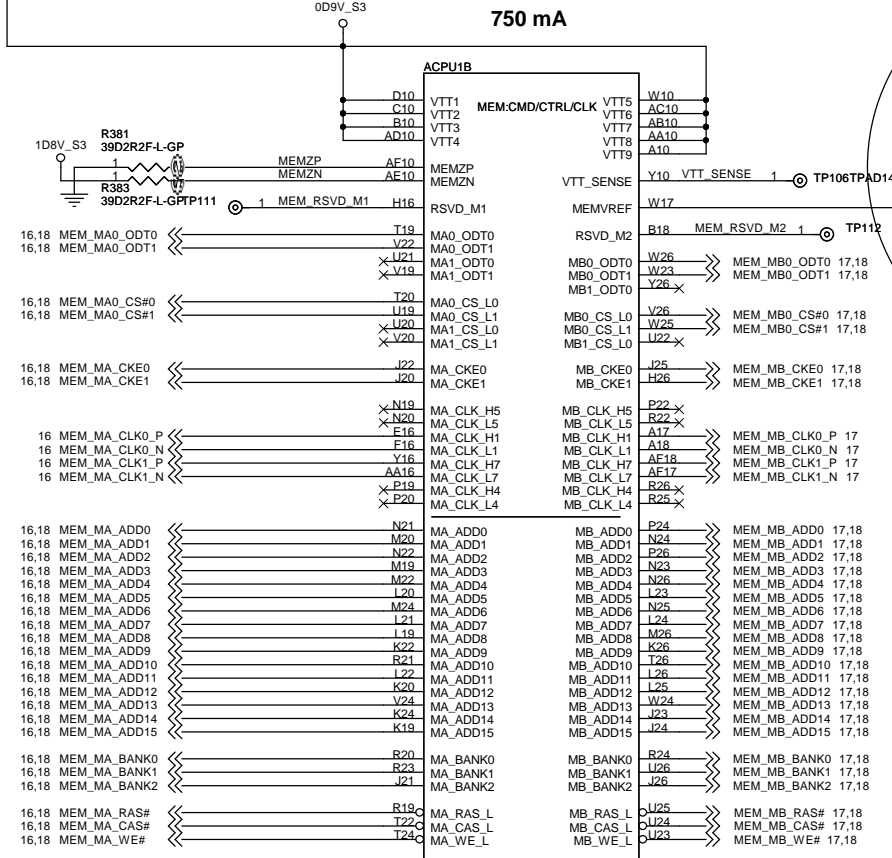 0D9V_S3
750 mA
ACPU1B
MEM:CMD/CTRL/CLK
D10 VTT1 VTT5 W10
C10 VTT2 VTT6 AC10
B10 VTT3 VTT7 AB10
AD10 VTT4 VTT8 AA10
VTT9 A10
1D8V_S3
R381
39D2R2F-L-GP
1 MEMZP AF10 MEMZP
1 MEMZN AE10 MEMZN VTT_SENSE Y10 VTT_SENSE 1 TP106TPAD14
R383
39D2R2F-L-GP
TP111 1 MEM_RSVD_M1 H16 RSVD_M1 MEMVREF W17
RSVD_M2 B18 MEM_RSVD_M2 1 TP112
16,18 MEM_MA0_ODT0 T19 MA0_ODT0
16,18 MEM_MA0_ODT1 V22 MA0_ODT1
U21 MA1_ODT0 MB0_ODT0 W26 MEM_MB0_ODT0 17,18
V19 MA1_ODT1 MB0_ODT1 W23 MEM_MB0_ODT1 17,18
MB1_ODT0 Y26
16,18 MEM_MA0_CS#0 T20 MA0_CS_L0
16,18 MEM_MA0_CS#1 U19 MA0_CS_L1 MB0_CS_L0 V26 MEM_MB0_CS#0 17,18
U20 MA1_CS_L0 MB0_CS_L1 W25 MEM_MB0_CS#1 17,18
V20 MA1_CS_L1 MB1_CS_L0 U22
16,18 MEM_MA_CKE0 J22 MA_CKE0 MB_CKE0 J25 MEM_MB_CKE0 17,18
16,18 MEM_MA_CKE1 J20 MA_CKE1 MB_CKE1 H26 MEM_MB_CKE1 17,18
N19 MA_CLK_H5 MB_CLK_H5 P22
N20 MA_CLK_L5 MB_CLK_L5 R22
16 MEM_MA_CLK0_P E16 MA_CLK_H1 MB_CLK_H1 A17 MEM_MB_CLK0_P 17
16 MEM_MA_CLK0_N F16 MA_CLK_L1 MB_CLK_L1 A18 MEM_MB_CLK0_N 17
16 MEM_MA_CLK1_P Y16 MA_CLK_H7 MB_CLK_H7 AF18 MEM_MB_CLK1_P 17
16 MEM_MA_CLK1_N AA16 MA_CLK_L7 MB_CLK_L7 AF17 MEM_MB_CLK1_N 17
P19 MA_CLK_H4 MB_CLK_H4 R26
P20 MA_CLK_L4 MB_CLK_L4 R25
16,18 MEM_MA_ADD0 N21 MA_ADD0 MB_ADD0 P24 MEM_MB_ADD0 17,18
16,18 MEM_MA_ADD1 M20 MA_ADD1 MB_ADD1 N24 MEM_MB_ADD1 17,18
16,18 MEM_MA_ADD2 N22 MA_ADD2 MB_ADD2 P26 MEM_MB_ADD2 17,18
16,18 MEM_MA_ADD3 M19 MA_ADD3 MB_ADD3 N23 MEM_MB_ADD3 17,18
16,18 MEM_MA_ADD4 M22 MA_ADD4 MB_ADD4 N26 MEM_MB_ADD4 17,18
16,18 MEM_MA_ADD5 L20 MA_ADD5 MB_ADD5 L23 MEM_MB_ADD5 17,18
16,18 MEM_MA_ADD6 M24 MA_ADD6 MB_ADD6 N25 MEM_MB_ADD6 17,18
16,18 MEM_MA_ADD7 L21 MA_ADD7 MB_ADD7 L24 MEM_MB_ADD7 17,18
16,18 MEM_MA_ADD8 L19 MA_ADD8 MB_ADD8 M26 MEM_MB_ADD8 17,18
16,18 MEM_MA_ADD9 K22 MA_ADD9 MB_ADD9 K26 MEM_MB_ADD9 17,18
16,18 MEM_MA_ADD10 R21 MA_ADD10 MB_ADD10 T26 MEM_MB_ADD10 17,18
16,18 MEM_MA_ADD11 L22 MA_ADD11 MB_ADD11 L26 MEM_MB_ADD11 17,18
16,18 MEM_MA_ADD12 K20 MA_ADD12 MB_ADD12 L25 MEM_MB_ADD12 17,18
16,18 MEM_MA_ADD13 V24 MA_ADD13 MB_ADD13 W24 MEM_MB_ADD13 17,18
16,18 MEM_MA_ADD14 K24 MA_ADD14 MB_ADD14 J23 MEM_MB_ADD14 17,18
16,18 MEM_MA_ADD15 K19 MA_ADD15 MB_ADD15 J24 MEM_MB_ADD15 17,18
16,18 MEM_MA_BANK0 R20 MA_BANK0 MB_BANK0 R24 MEM_MB_BANK0 17,18
16,18 MEM_MA_BANK1 R23 MA_BANK1 MB_BANK1 U26 MEM_MB_BANK1 17,18
16,18 MEM_MA_BANK2 J21 MA_BANK2 MB_BANK2 J26 MEM_MB_BANK2 17,18
16,18 MEM_MA_RAS# R19 MA_RAS_L MB_RAS_L U25 MEM_MB_RAS# 17,18
16,18 MEM_MA_CAS# T22 MA_CAS_L MB_CAS_L U24 MEM_MB_CAS# 17,18
16,18 MEM_MA_WE# T24 MA_WE_L MB_WE_L U23 MEM_MB_WE# 17,18